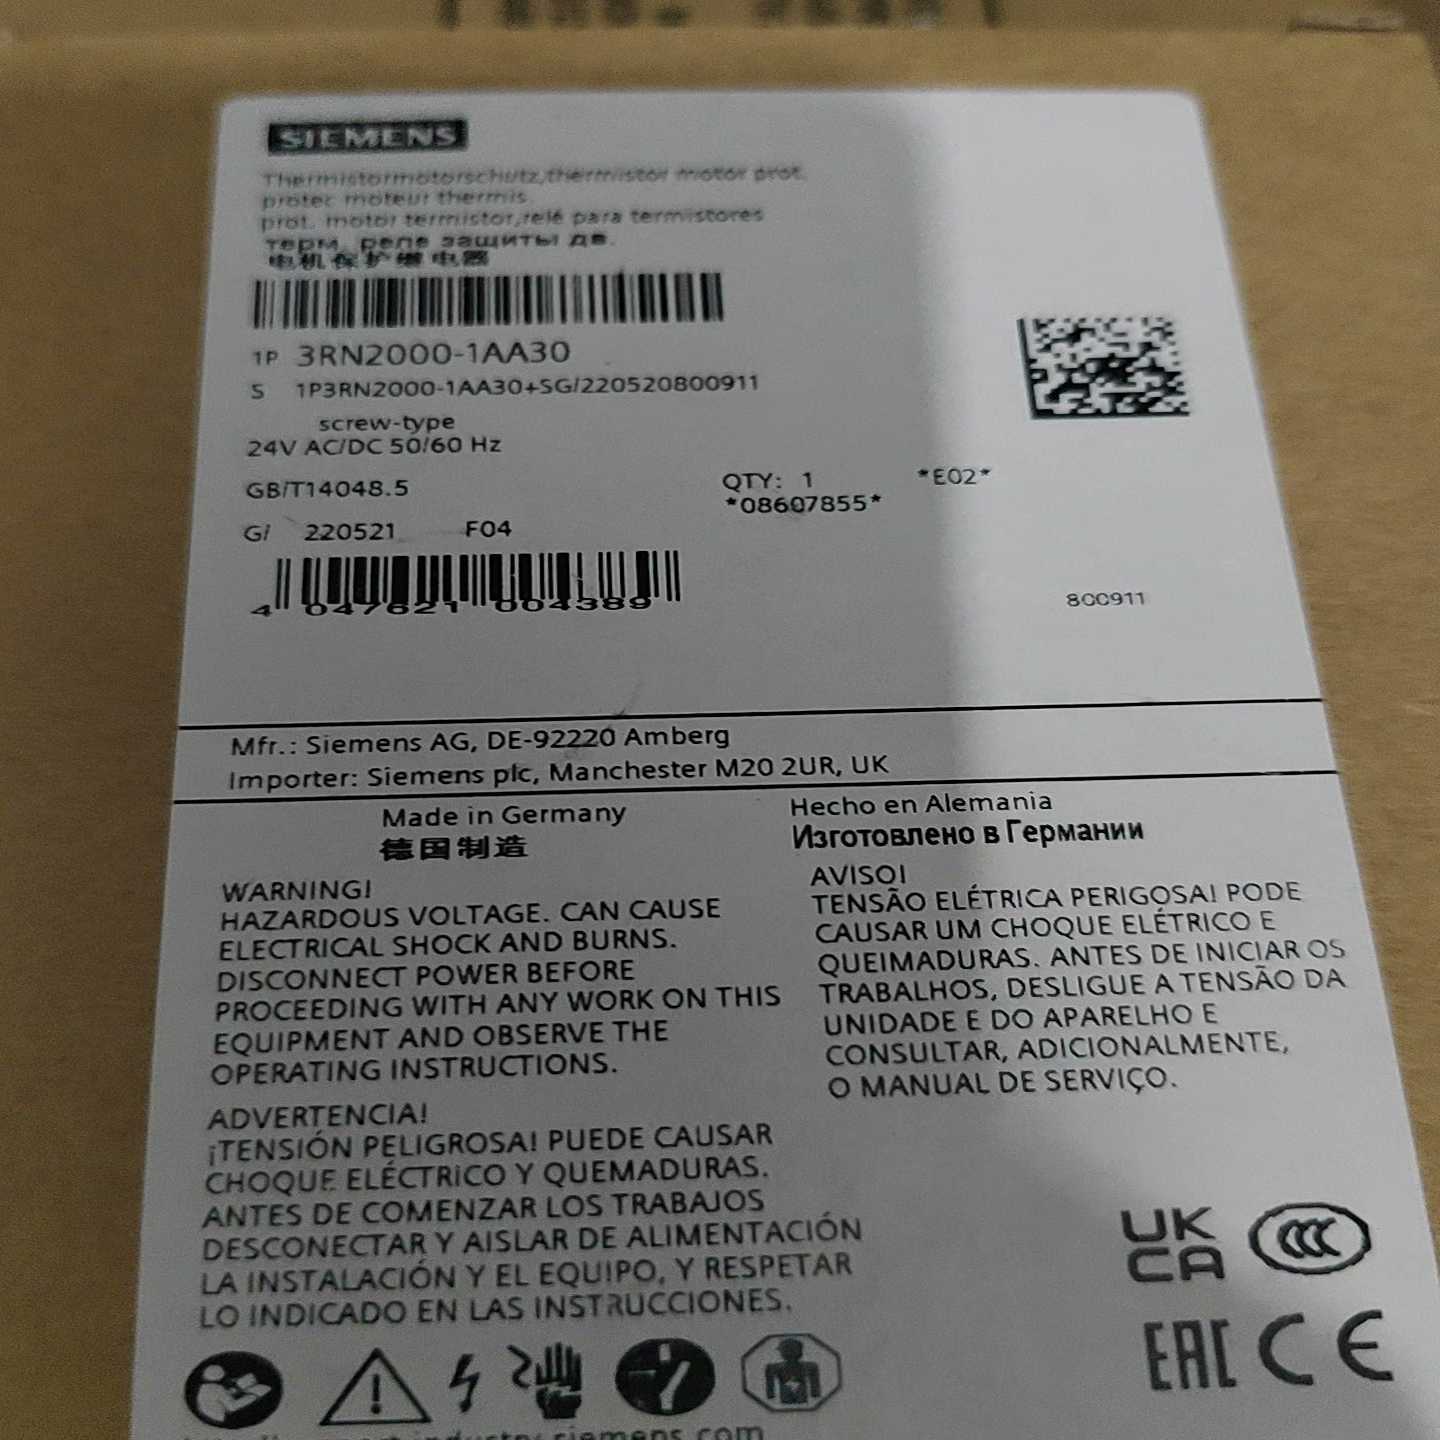 SIEMENS
Thermistormotorschutz,thermistor motor prot.
protec moteur thermis.
prot. motor termistor,relé para termistores
терм. реле защиты дв.
电机保护继电器
1P 3RN2000-1AA30
S 1P3RN2000-1AA30+SG/220520800911
screw-type
24V AC/DC 50/60 Hz
GB/T14048.5
QTY: 1 *E02*
*08607855*
G/ 220521 F04
4 047621 004389
800911
Mfr.: Siemens AG, DE-92220 Amberg
Importer: Siemens plc, Manchester M20 2UR, UK
Made in Germany
德国制造
Hecho en Alemania
Изготовлено в Германии
WARNING!
HAZARDOUS VOLTAGE. CAN CAUSE
ELECTRICAL SHOCK AND BURNS.
DISCONNECT POWER BEFORE
PROCEEDING WITH ANY WORK ON THIS
EQUIPMENT AND OBSERVE THE
OPERATING INSTRUCTIONS.
AVISO!
TENSÃO ELÉTRICA PERIGOSA! PODE
CAUSAR UM CHOQUE ELÉTRICO E
QUEIMADURAS. ANTES DE INICIAR OS
TRABALHOS, DESLIGUE A TENSÃO DA
UNIDADE E DO APARELHO E
CONSULTAR, ADICIONALMENTE,
O MANUAL DE SERVIÇO.
ADVERTENCIA!
¡TENSIÓN PELIGROSA! PUEDE CAUSAR
CHOQUE ELÉCTRICO Y QUEMADURAS.
ANTES DE COMENZAR LOS TRABAJOS
DESCONECTAR Y AISLAR DE ALIMENTACIÓN
LA INSTALACIÓN Y EL EQUIPO, Y RESPETAR
LO INDICADO EN LAS INSTRUCCIONES.
UK
CA
CCC
EAC CE